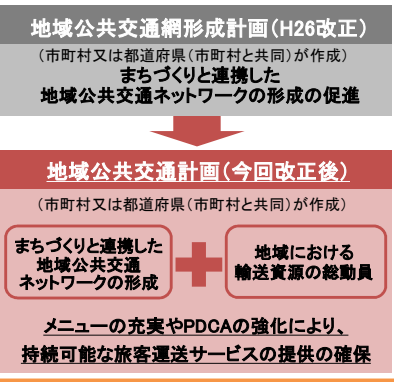 地域公共交通網形成計画(H26改正)
(市町村又は都道府県(市町村と共同)が作成)
まちづくりと連携した
地域公共交通ネットワークの形成の促進
地域公共交通計画(今回改正後)
(市町村又は都道府県(市町村と共同)が作成)
まちづくりと連携した
地域公共交通
ネットワークの形成
地域における
輸送資源の総動員
メニューの充実やPDCAの強化により、
持続可能な旅客運送サービスの提供の確保